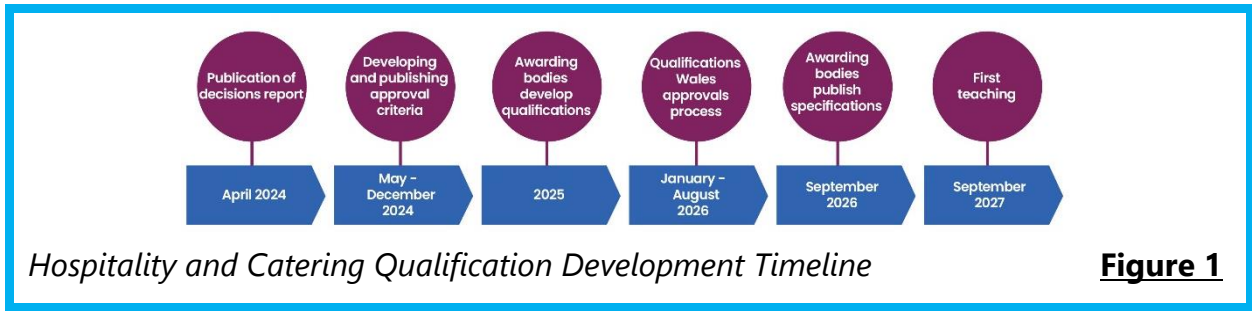 Publication of
decisions report
Developing
and publishing
approval
criteria
Awarding
bodies
develop
qualifications
Qualifications
Wales
approvals
process
Awarding
bodies
publish
specifications
First
teaching
April 2024
May -
December
2024
2025
January -
August
2026
September
2026
September
2027
Hospitality and Catering Qualification Development Timeline
Figure 1